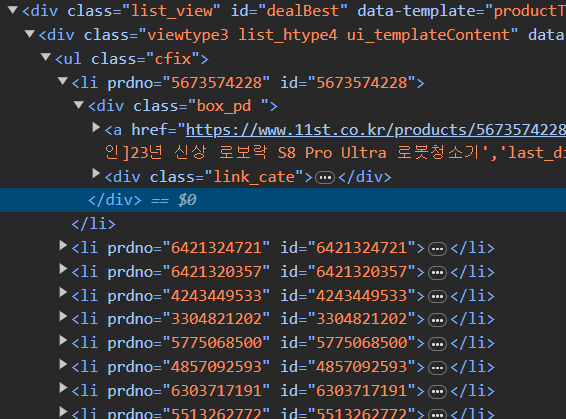 <div class="list_view" id="dealBest" data-template="productT
<div class="viewtype3 list_htype4 ui_templateContent" data
<ul class="cfix">
<li prdno="5673574228" id="5673574228">
<div class="box_pd ">
<a href="https://www.11st.co.kr/products/5673574228
인]23년 신상 로보락 S8 Pro Ultra 로봇청소기','last_di
<div class="link_cate">…</div>
</div> == $0
</li>
<li prdno="6421324721" id="6421324721">…</li>
<li prdno="6421320357" id="6421320357">…</li>
<li prdno="4243449533" id="4243449533">…</li>
<li prdno="3304821202" id="3304821202">…</li>
<li prdno="5775068500" id="5775068500">…</li>
<li prdno="4857092593" id="4857092593">…</li>
<li prdno="6303717191" id="6303717191">…</li>
<li prdno="5513262772" id="5513262772">…</li>